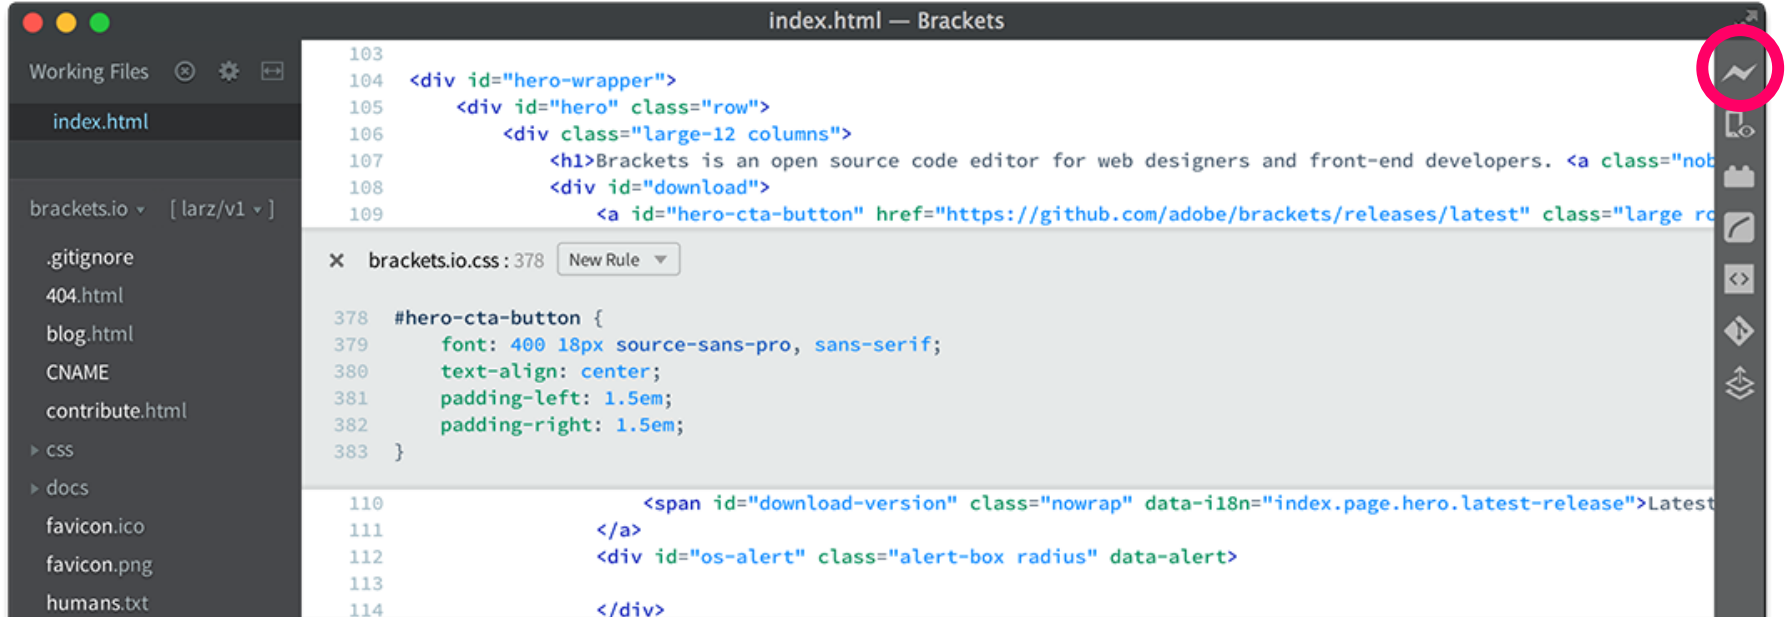 index.html — Brackets
Working Files
index.html
brackets.io [ larz/v1 ]
.gitignore
404.html
blog.html
CNAME
contribute.html
css
docs
favicon.ico
favicon.png
humans.txt
103
104 <div id="hero-wrapper">
105 <div id="hero" class="row">
106 <div class="large-12 columns">
107 <h1>Brackets is an open source code editor for web designers and front-end developers. <a class="nob
108 <div id="download">
109 <a id="hero-cta-button" href="https://github.com/adobe/brackets/releases/latest" class="large ro
brackets.io.css : 378 New Rule
378 #hero-cta-button {
379 font: 400 18px source-sans-pro, sans-serif;
380 text-align: center;
381 padding-left: 1.5em;
382 padding-right: 1.5em;
383 }
110 <span id="download-version" class="nowrap" data-i18n="index.page.hero.latest-release">Latest
111 </a>
112 <div id="os-alert" class="alert-box radius" data-alert>
113
114 </div>